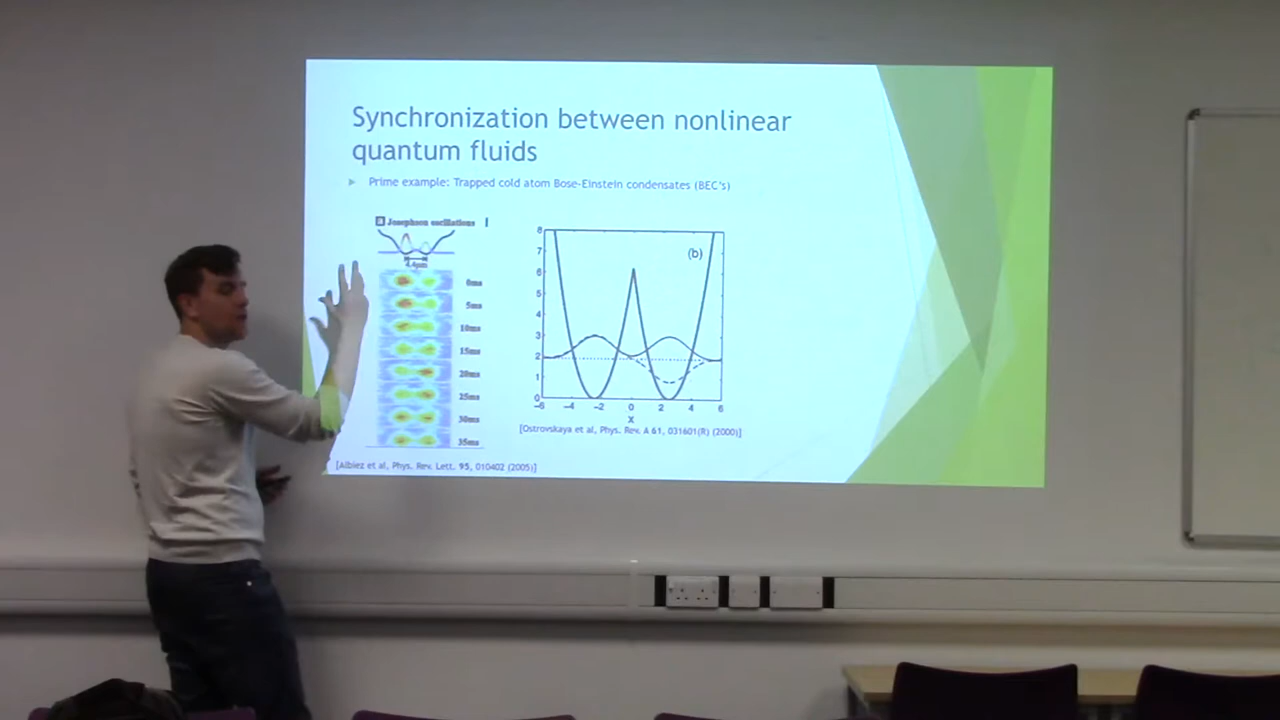 Synchronization between nonlinear
quantum fluids
Prime example: Trapped cold atom Bose-Einstein condensates (BEC's)
a Josephson oscillations I
4.4μm
0ms
5ms
10ms
15ms
20ms
25ms
30ms
35ms
[Albiez et al, Phys. Rev. Lett. 95, 010402 (2005)]
(b)
8
7
6
5
4
3
2
1
0
-6 -4 -2 0 2 4 6
X
[Ostrovskaya et al, Phys. Rev. A 61, 031601(R) (2000)]